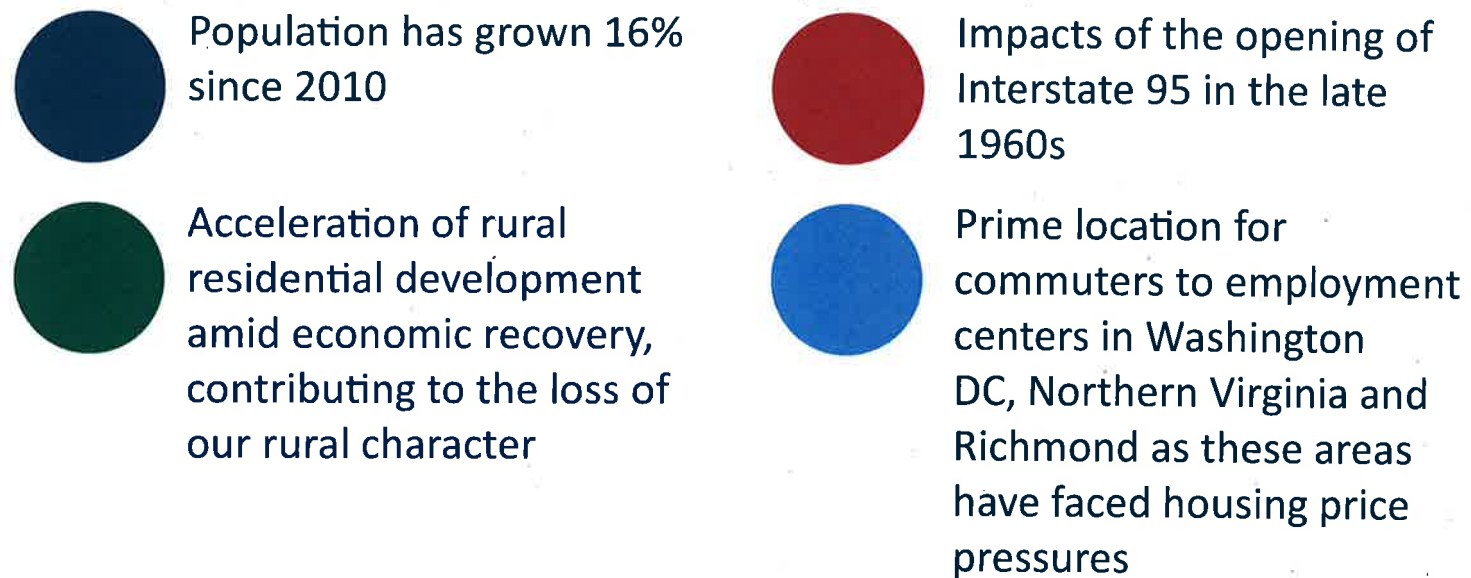 Population has grown 16%
since 2010
Impacts of the opening of
Interstate 95 in the late
1960s
Acceleration of rural
residential development
amid economic recovery,
contributing to the loss of
our rural character
Prime location for
commuters to employment
centers in Washington
DC, Northern Virginia and
Richmond as these areas
have faced housing price
pressures